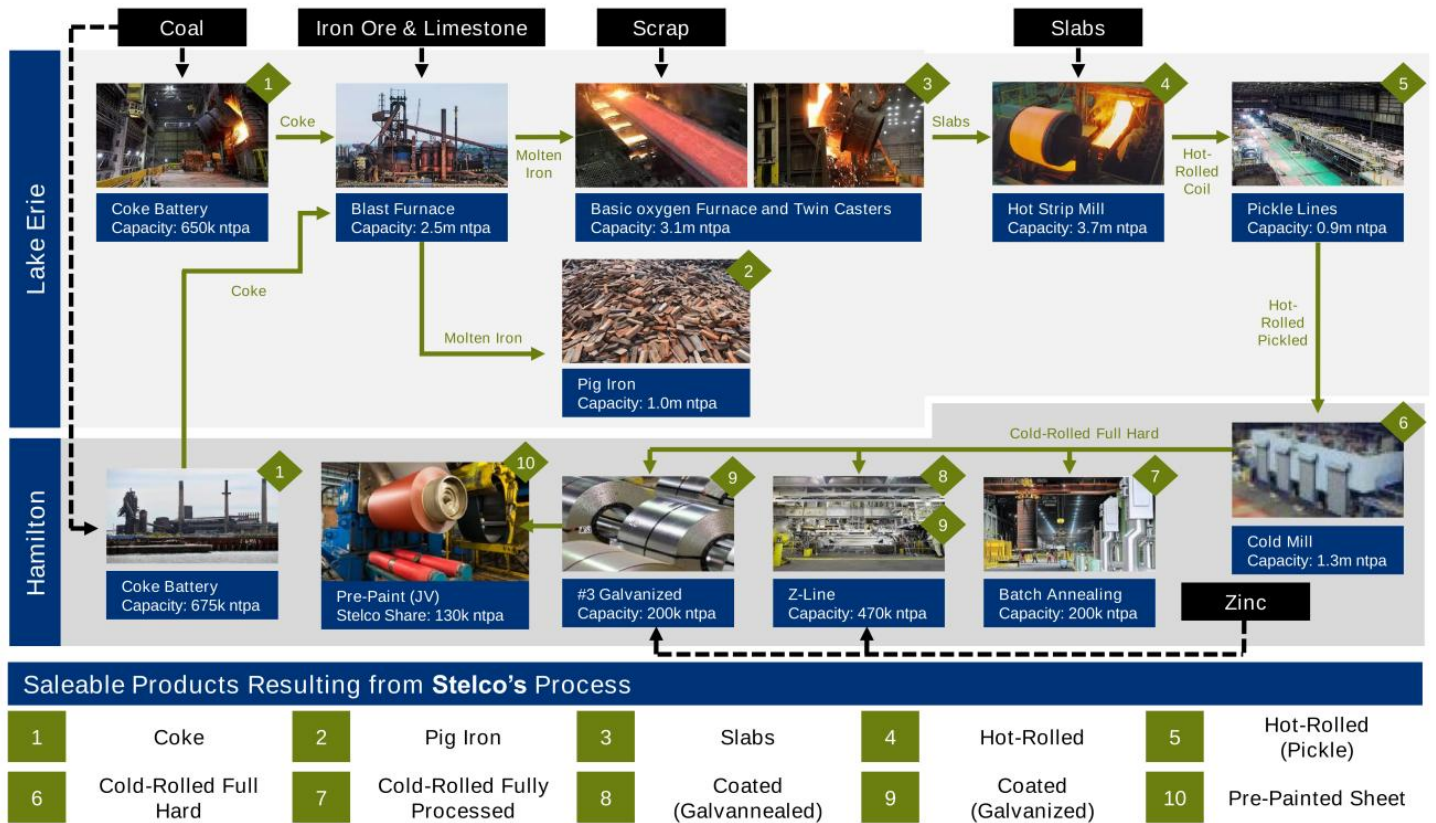 Coal
Iron Ore & Limestone
Scrap
Slabs
Lake Erie
1
Coke
Molten
Iron
3
Slabs
4
Hot-
Rolled
Coil
5
Coke Battery
Capacity: 650k ntpa
Blast Furnace
Capacity: 2.5m ntpa
Basic oxygen Furnace and Twin Casters
Capacity: 3.1m ntpa
Hot Strip Mill
Capacity: 3.7m ntpa
Pickle Lines
Capacity: 0.9m ntpa
Coke
Molten Iron
2
Pig Iron
Capacity: 1.0m ntpa
Hot-
Rolled
Pickled
Hamilton
Cold-Rolled Full Hard
6
1
10
9
8
9
7
Coke Battery
Capacity: 675k ntpa
Pre-Paint (JV)
Stelco Share: 130k ntpa
#3 Galvanized
Capacity: 200k ntpa
Z-Line
Capacity: 470k ntpa
Batch Annealing
Capacity: 200k ntpa
Cold Mill
Capacity: 1.3m ntpa
Zinc
Saleable Products Resulting from Stelco's Process
1
Coke
2
Pig Iron
3
Slabs
4
Hot-Rolled
5
Hot-Rolled
(Pickle)
6
Cold-Rolled Full
Hard
7
Cold-Rolled Fully
Processed
8
Coated
(Galvannealed)
9
Coated
(Galvanized)
10
Pre-Painted Sheet